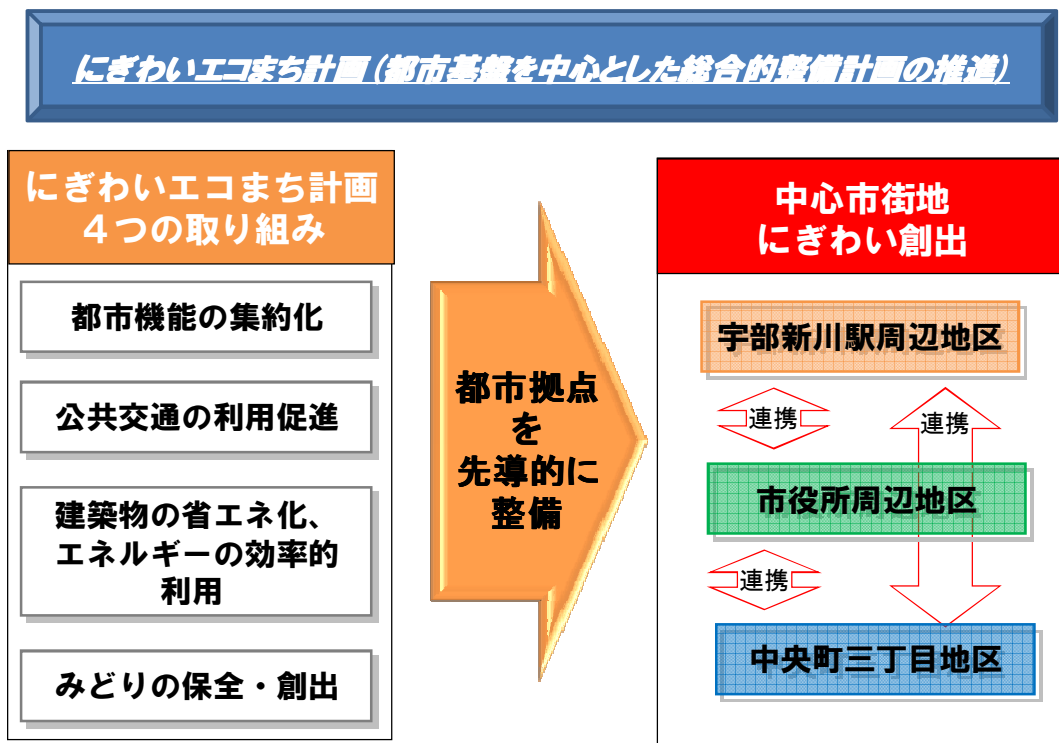 にぎわいエコまち計画(都市基盤を中心とした総合的整備計画の推進)
にぎわいエコまち計画
４つの取り組み
都市機能の集約化
公共交通の利用促進
建築物の省エネ化、
エネルギーの効率的
利用
みどりの保全・創出
都市拠点
を
先導的に
整備
中心市街地
にぎわい創出
宇部新川駅周辺地区
連携
連携
市役所周辺地区
連携
中央町三丁目地区